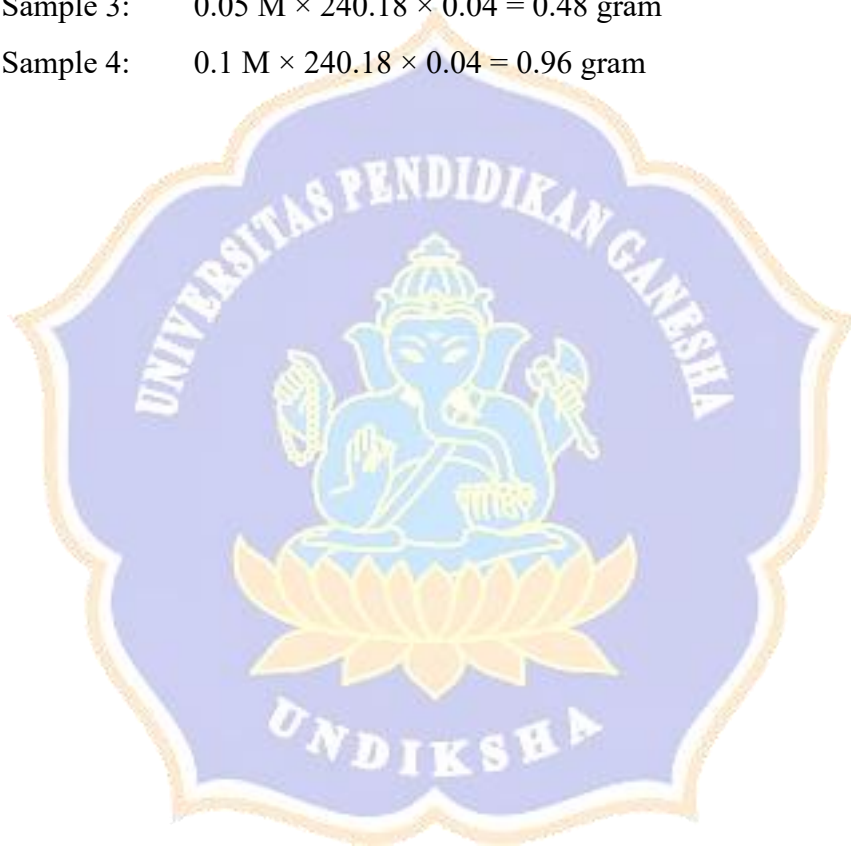 Sample 3: 0.05 M × 240.18 × 0.04 = 0.48 gram
Sample 4: 0.1 M × 240.18 × 0.04 = 0.96 gram
UNIVERSITAS PENDIDIKAN GANESHA
UNDIKSHA